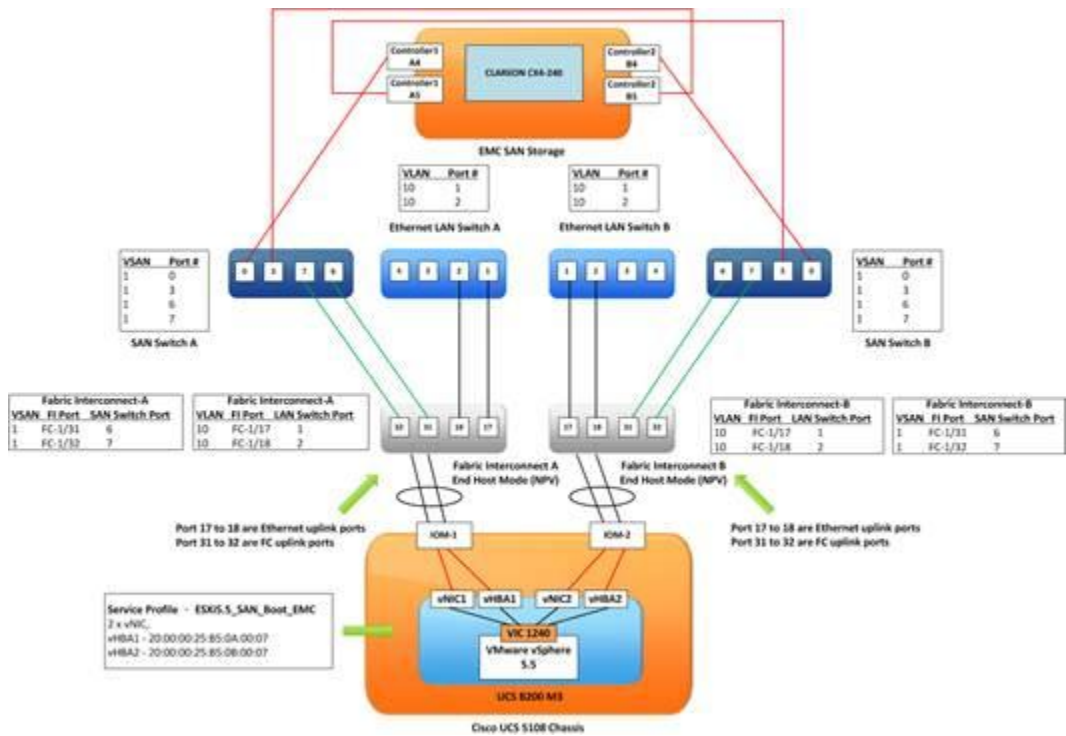 Controller1
A4
Controller1
A5
CLARiiON CX4-240
Controller2
B4
Controller2
B5
EMC SAN Storage
VLAN Port #
10 1
10 2
Ethernet LAN Switch A
VLAN Port #
10 1
10 2
Ethernet LAN Switch B
VSAN Port #
1 0
1 3
1 6
1 7
SAN Switch A
0 3 7 6
4 3 2 1
1 2 3 4
6 7 3 0
VSAN Port #
1 0
1 3
1 6
1 7
SAN Switch B
Fabric Interconnect-A
VSAN FI Port SAN Switch Port
1 FC-1/31 6
1 FC-1/32 7
Fabric Interconnect-A
VLAN FI Port LAN Switch Port
10 FC-1/17 1
10 FC-1/18 2
32 31 18 17
17 18 31 32
Fabric Interconnect-B
VLAN FI Port LAN Switch Port
10 FC-1/17 1
10 FC-1/18 2
Fabric Interconnect-B
VSAN FI Port SAN Switch Port
1 FC-1/31 6
1 FC-1/32 7
Fabric Interconnect A
End Host Mode (NPV)
Fabric Interconnect B
End Host Mode (NPV)
Port 17 to 18 are Ethernet uplink ports
Port 31 to 32 are FC uplink ports
Port 17 to 18 are Ethernet uplink ports
Port 31 to 32 are FC uplink ports
IOM-1
IOM-2
vNIC1 vHBA1 vNIC2 vHBA2
VIC 1240
VMware vSphere
5.5
UCS B200 M3
Cisco UCS 5108 Chassis
Service Profile - ESXi5.5_SAN_Boot_EMC
2 x vNIC,
vHBA1 - 20:00:00:25:B5:0A:00:07
vHBA2 - 20:00:00:25:B5:0B:00:07